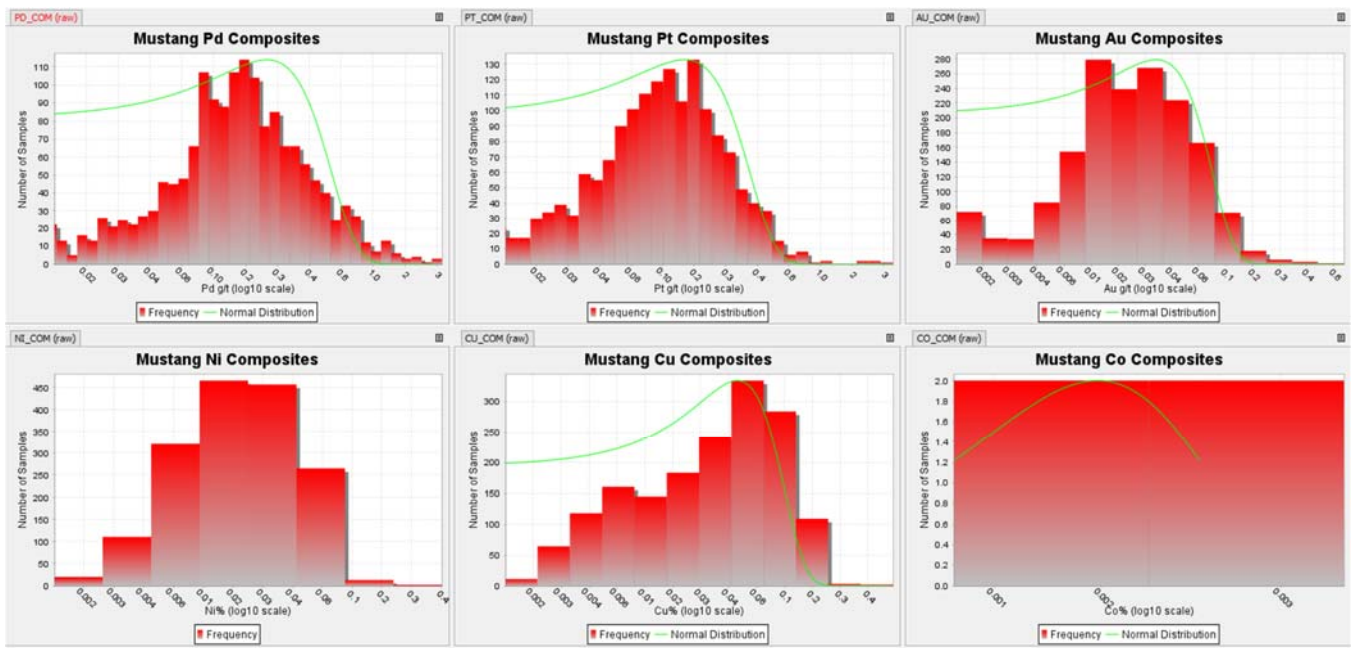 PD_COM (raw)
Mustang Pd Composites
Number of Samples
110
100
90
80
70
60
50
40
30
20
10
0
0.02 0.03 0.04 0.06 0.10 0.2 0.3 0.4 0.6 1.0 2 3
Pd g/t (log10 scale)
Frequency Normal Distribution
PT_COM (raw)
Mustang Pt Composites
Number of Samples
130
120
110
100
90
80
70
60
50
40
30
20
10
0
0.02 0.03 0.04 0.06 0.10 0.2 0.3 0.4 0.6 1.0 2 3
Pt g/t (log10 scale)
Frequency Normal Distribution
AU_COM (raw)
Mustang Au Composites
Number of Samples
280
260
240
220
200
180
160
140
120
100
80
60
40
20
0
0.002 0.003 0.004 0.006 0.01 0.02 0.03 0.04 0.06 0.1 0.2 0.3 0.4 0.6
Au g/t (log10 scale)
Frequency Normal Distribution
NI_COM (raw)
Mustang Ni Composites
Number of Samples
450
400
350
300
250
200
150
100
50
0
0.002 0.003 0.004 0.006 0.01 0.02 0.03 0.04 0.06 0.1 0.2 0.3 0.4
Ni% (log10 scale)
Frequency
CU_COM (raw)
Mustang Cu Composites
Number of Samples
300
250
200
150
100
50
0
0.002 0.003 0.004 0.006 0.01 0.02 0.03 0.04 0.06 0.1 0.2 0.3 0.4
Cu% (log10 scale)
Frequency Normal Distribution
CO_COM (raw)
Mustang Co Composites
Number of Samples
2.0
1.8
1.6
1.4
1.2
1.0
0.8
0.6
0.4
0.2
0.0
0.001 0.002 0.003
Co% (log10 scale)
Frequency Normal Distribution